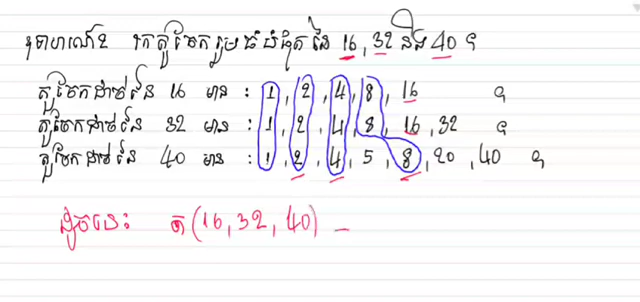 ឧទាហរណ៍១ រកតួចែករួមធំបំផុតនៃ 16, 32 និង 40 ។
តួចែកដាច់នៃ 16 មាន : 1, 2, 4, 8, 16 ។
តួចែកដាច់នៃ 32 មាន : 1, 2, 4, 8, 16, 32 ។
តួចែកដាច់នៃ 40 មាន : 1, 2, 4, 5, 8, 20, 40 ។
ដូចនេះ (16, 32, 40) =